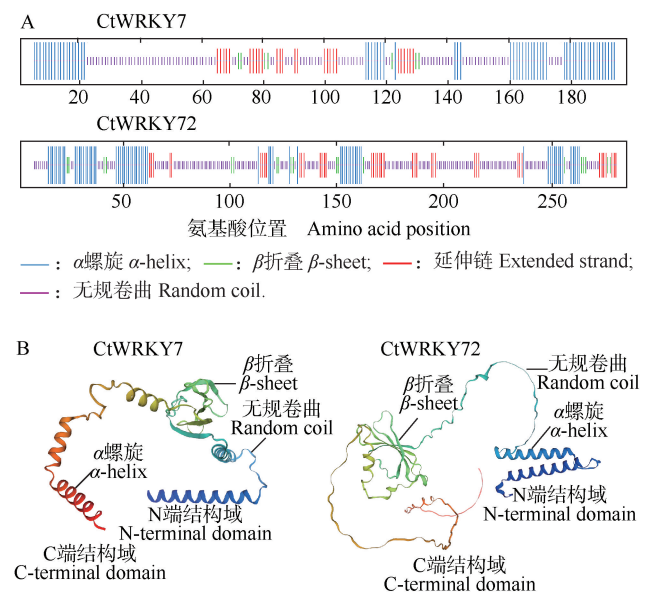 A
CtWRKY7
20 40 60 80 100 120 140 160 180
CtWRKY72
50 100 150 200 250
氨基酸位置 Amino acid position
α螺旋 α-helix; β折叠 β-sheet; 延伸链 Extended strand;
无规卷曲 Random coil.
B
CtWRKY7
β折叠
β-sheet
无规卷曲
Random coil
α螺旋
α-helix
N端结构域
N-terminal domain
C端结构域
C-terminal domain
CtWRKY72
无规卷曲
Random coil
β折叠
β-sheet
α螺旋
α-helix
N端结构域
N-terminal domain
C端结构域
C-terminal domain